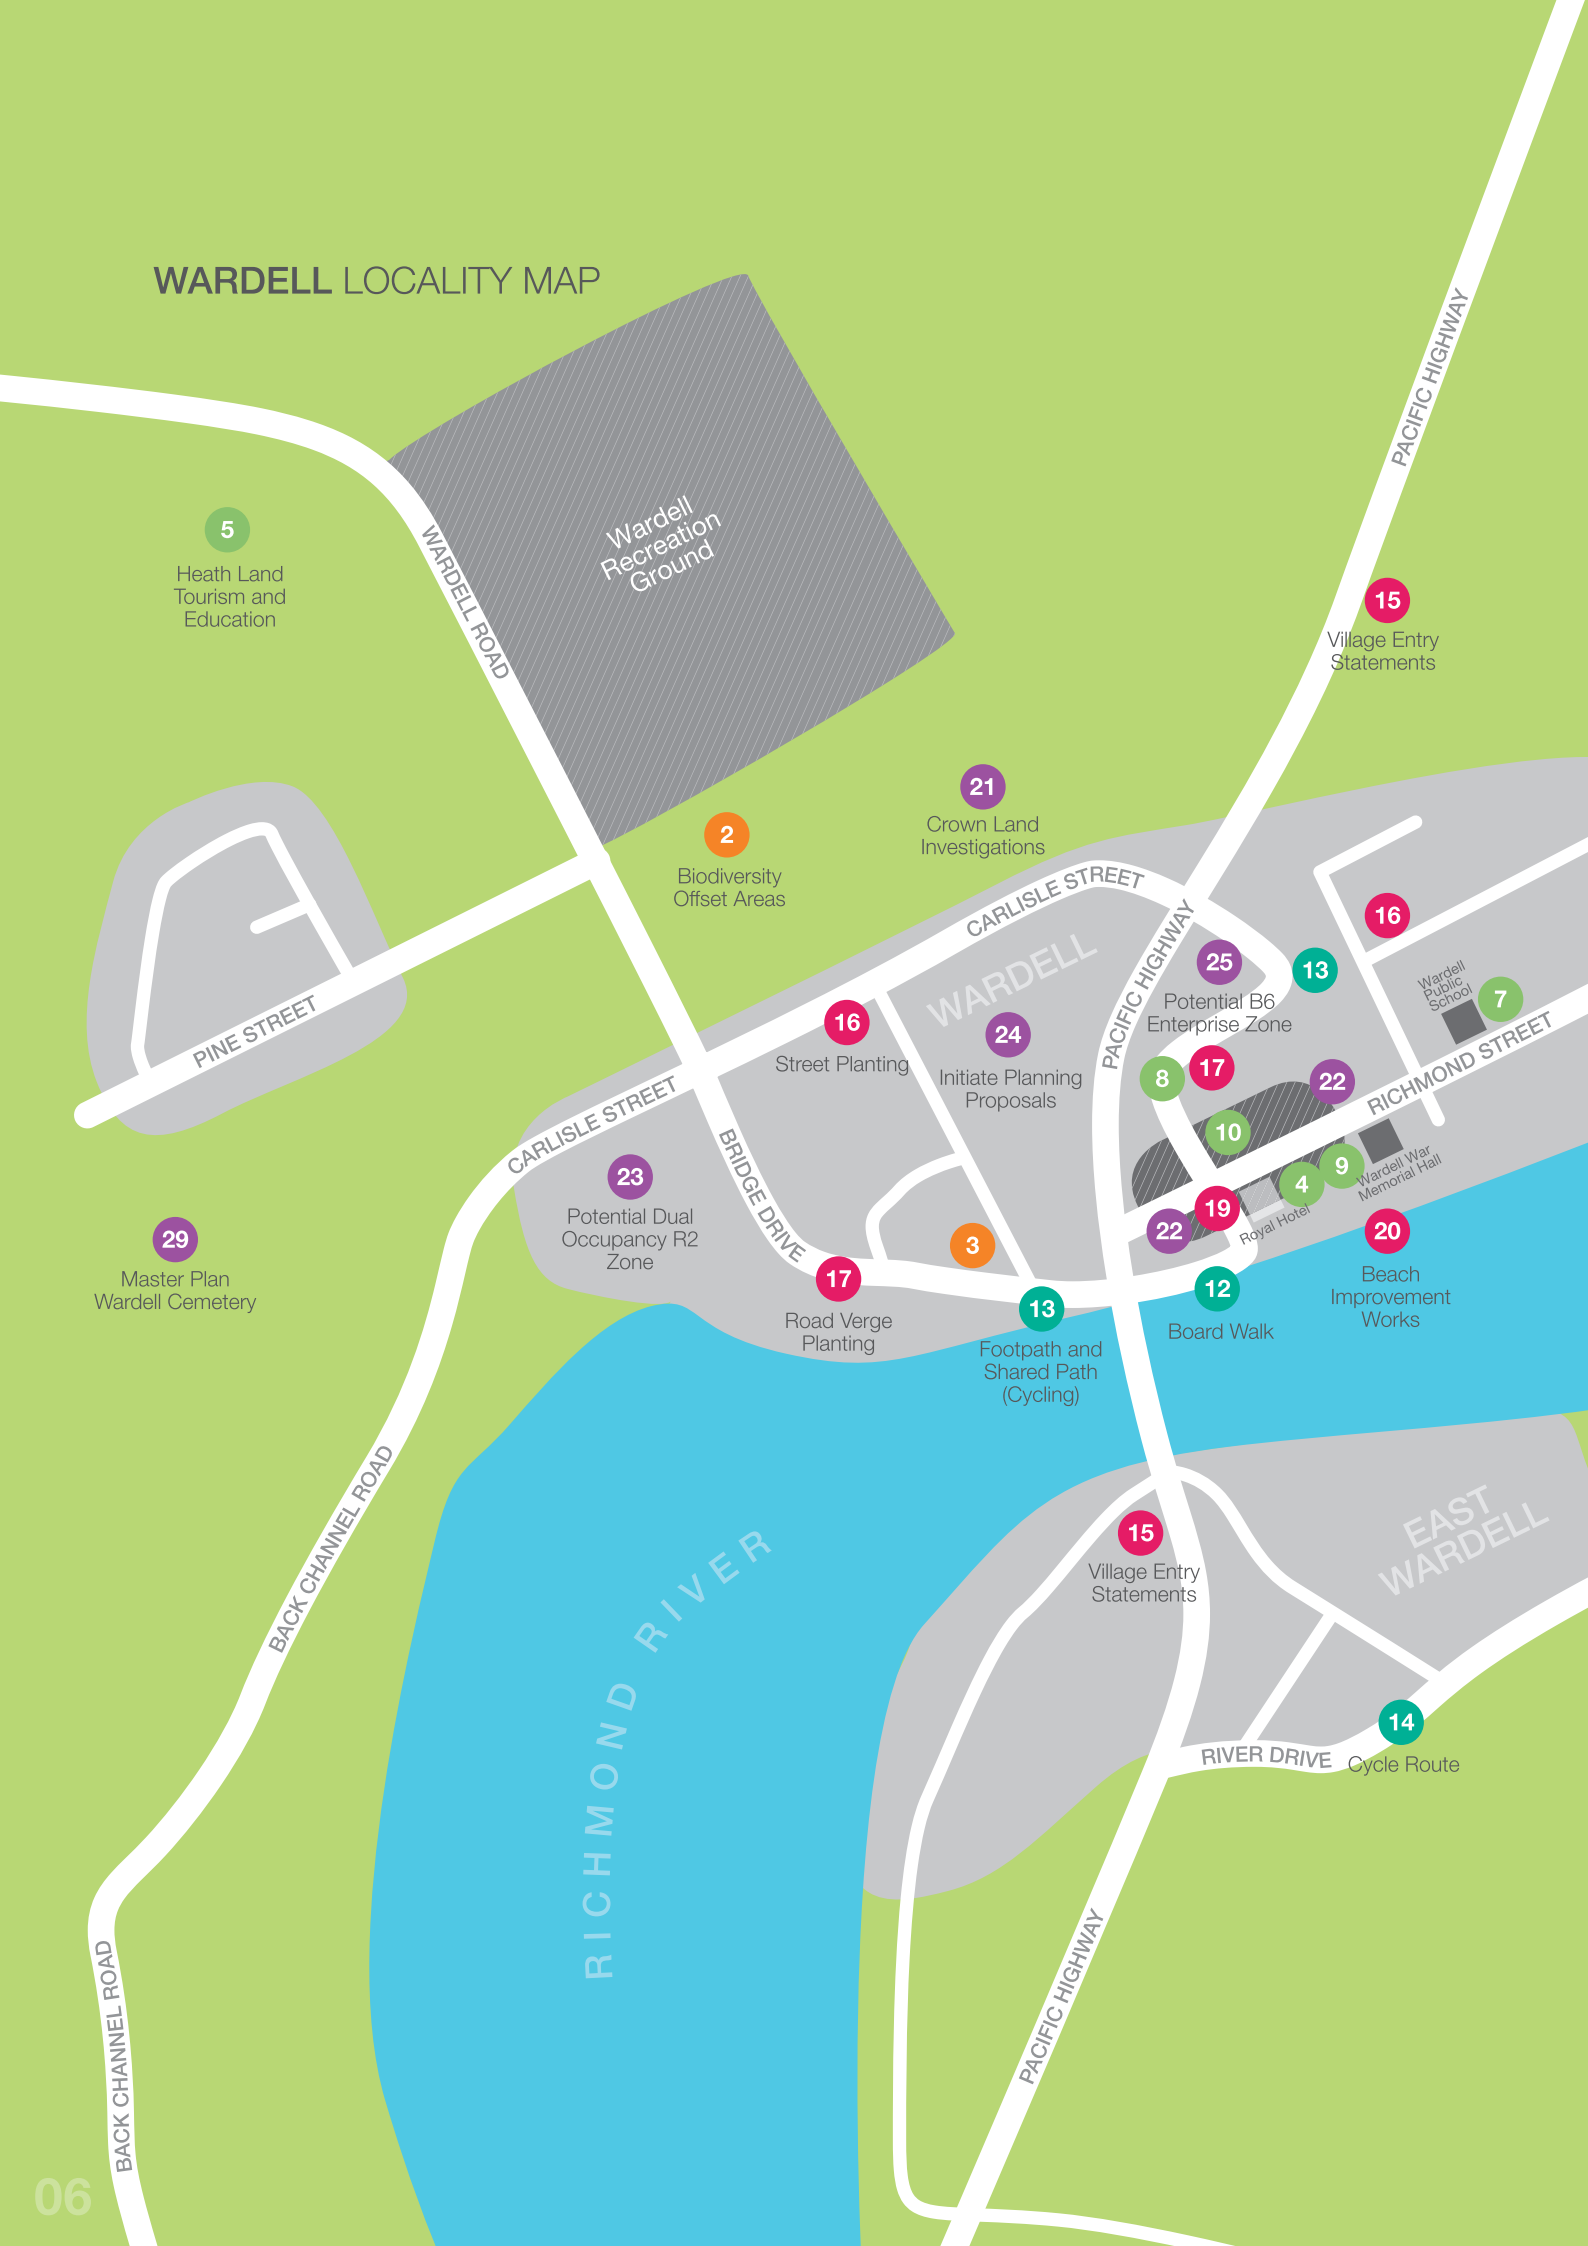 WARDELL LOCALITY MAP
PACIFIC HIGHWAY
Wardell
Recreation
Ground
5
Heath Land
Tourism and
Education
WARDELL ROAD
15
Village Entry
Statements
21
Crown Land
Investigations
2
Biodiversity
Offset Areas
CARLISLE STREET
WARDELL
PACIFIC HIGHWAY
16
25
Potential B6
Enterprise Zone
13
Wardell
Public
School
7
PINE STREET
16
Street Planting
24
Initiate Planning
Proposals
8
17
22
RICHMOND STREET
10
CARLISLE STREET
BRIDGE DRIVE
23
Potential Dual
Occupancy R2
Zone
9
Wardell War
Memorial Hall
4
19
Royal Hotel
22
20
Beach
Improvement
Works
29
Master Plan
Wardell Cemetery
3
17
Road Verge
Planting
13
Footpath and
Shared Path
(Cycling)
12
Board Walk
BACK CHANNEL ROAD
RICHMOND RIVER
15
Village Entry
Statements
EAST
WARDELL
14
Cycle Route
RIVER DRIVE
PACIFIC HIGHWAY
BACK CHANNEL ROAD
06